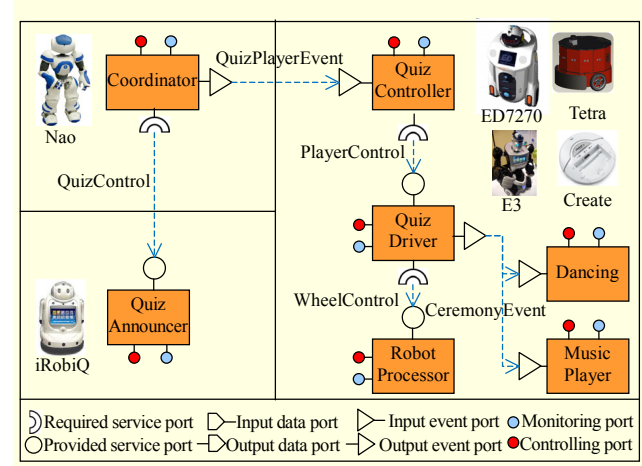 QuizPlayerEvent
Coordinator
Quiz
Controller
Nao
ED7270
Tetra
PlayerControl
QuizControl
E3
Create
Quiz
Driver
Dancing
Quiz
Announcer
WheelControl
CeremonyEvent
iRobiQ
Robot
Processor
Music
Player
Required service port
Input data port
Input event port
Monitoring port
Provided service port
Output data port
Output event port
Controlling port